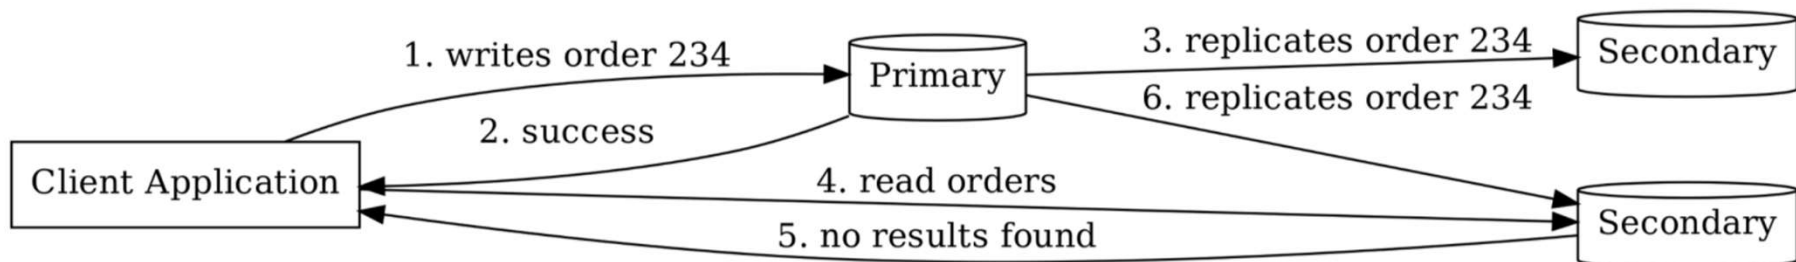 1. writes order 234
Primary
3. replicates order 234
Secondary
6. replicates order 234
2. success
Client Application
4. read orders
5. no results found
Secondary